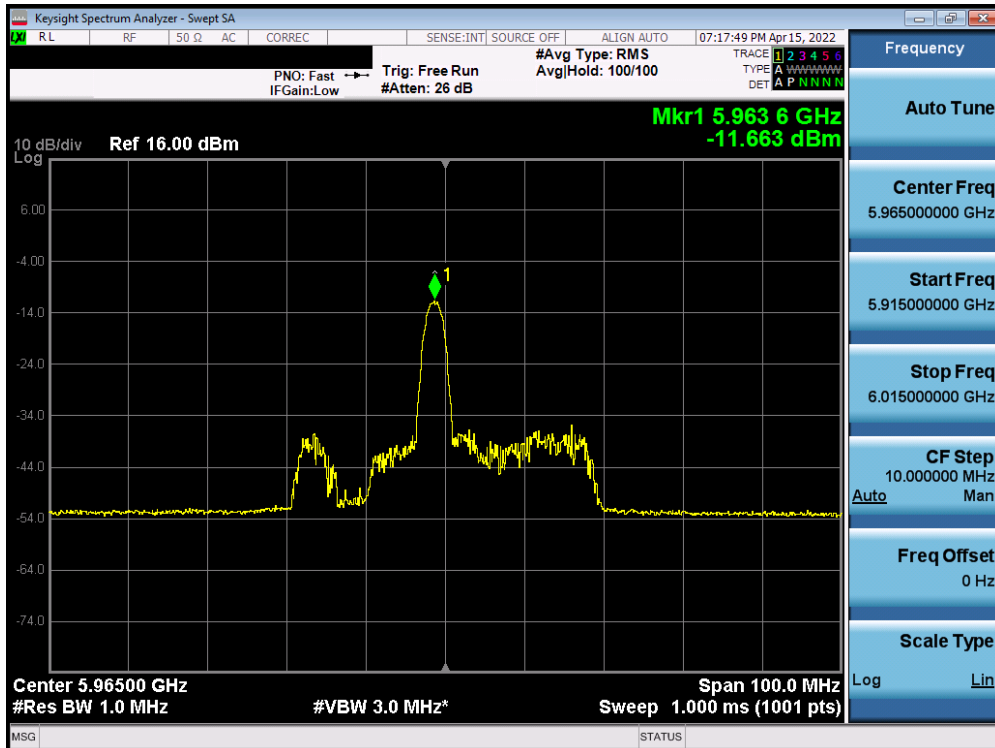 Keysight Spectrum Analyzer - Swept SA
LXI RL RF 50 Ω AC CORREC SENSE:INT SOURCE OFF ALIGN AUTO 07:17:49 PM Apr 15, 2022
PNO: Fast
IFGain:Low
Trig: Free Run
#Atten: 26 dB
#Avg Type: RMS
Avg|Hold: 100/100
TRACE 1 2 3 4 5 6
TYPE A WWWWW
DET A P N N N N
Mkr1 5.963 6 GHz
-11.663 dBm
10 dB/div Ref 16.00 dBm
Log
6.00
-4.00
1
-14.0
-24.0
-34.0
-44.0
-54.0
-64.0
-74.0
Center 5.96500 GHz Span 100.0 MHz
#Res BW 1.0 MHz #VBW 3.0 MHz* Sweep 1.000 ms (1001 pts)
MSG STATUS
Frequency
Auto Tune
Center Freq
5.965000000 GHz
Start Freq
5.915000000 GHz
Stop Freq
6.015000000 GHz
CF Step
10.000000 MHz
Auto Man
Freq Offset
0 Hz
Scale Type
Log Lin